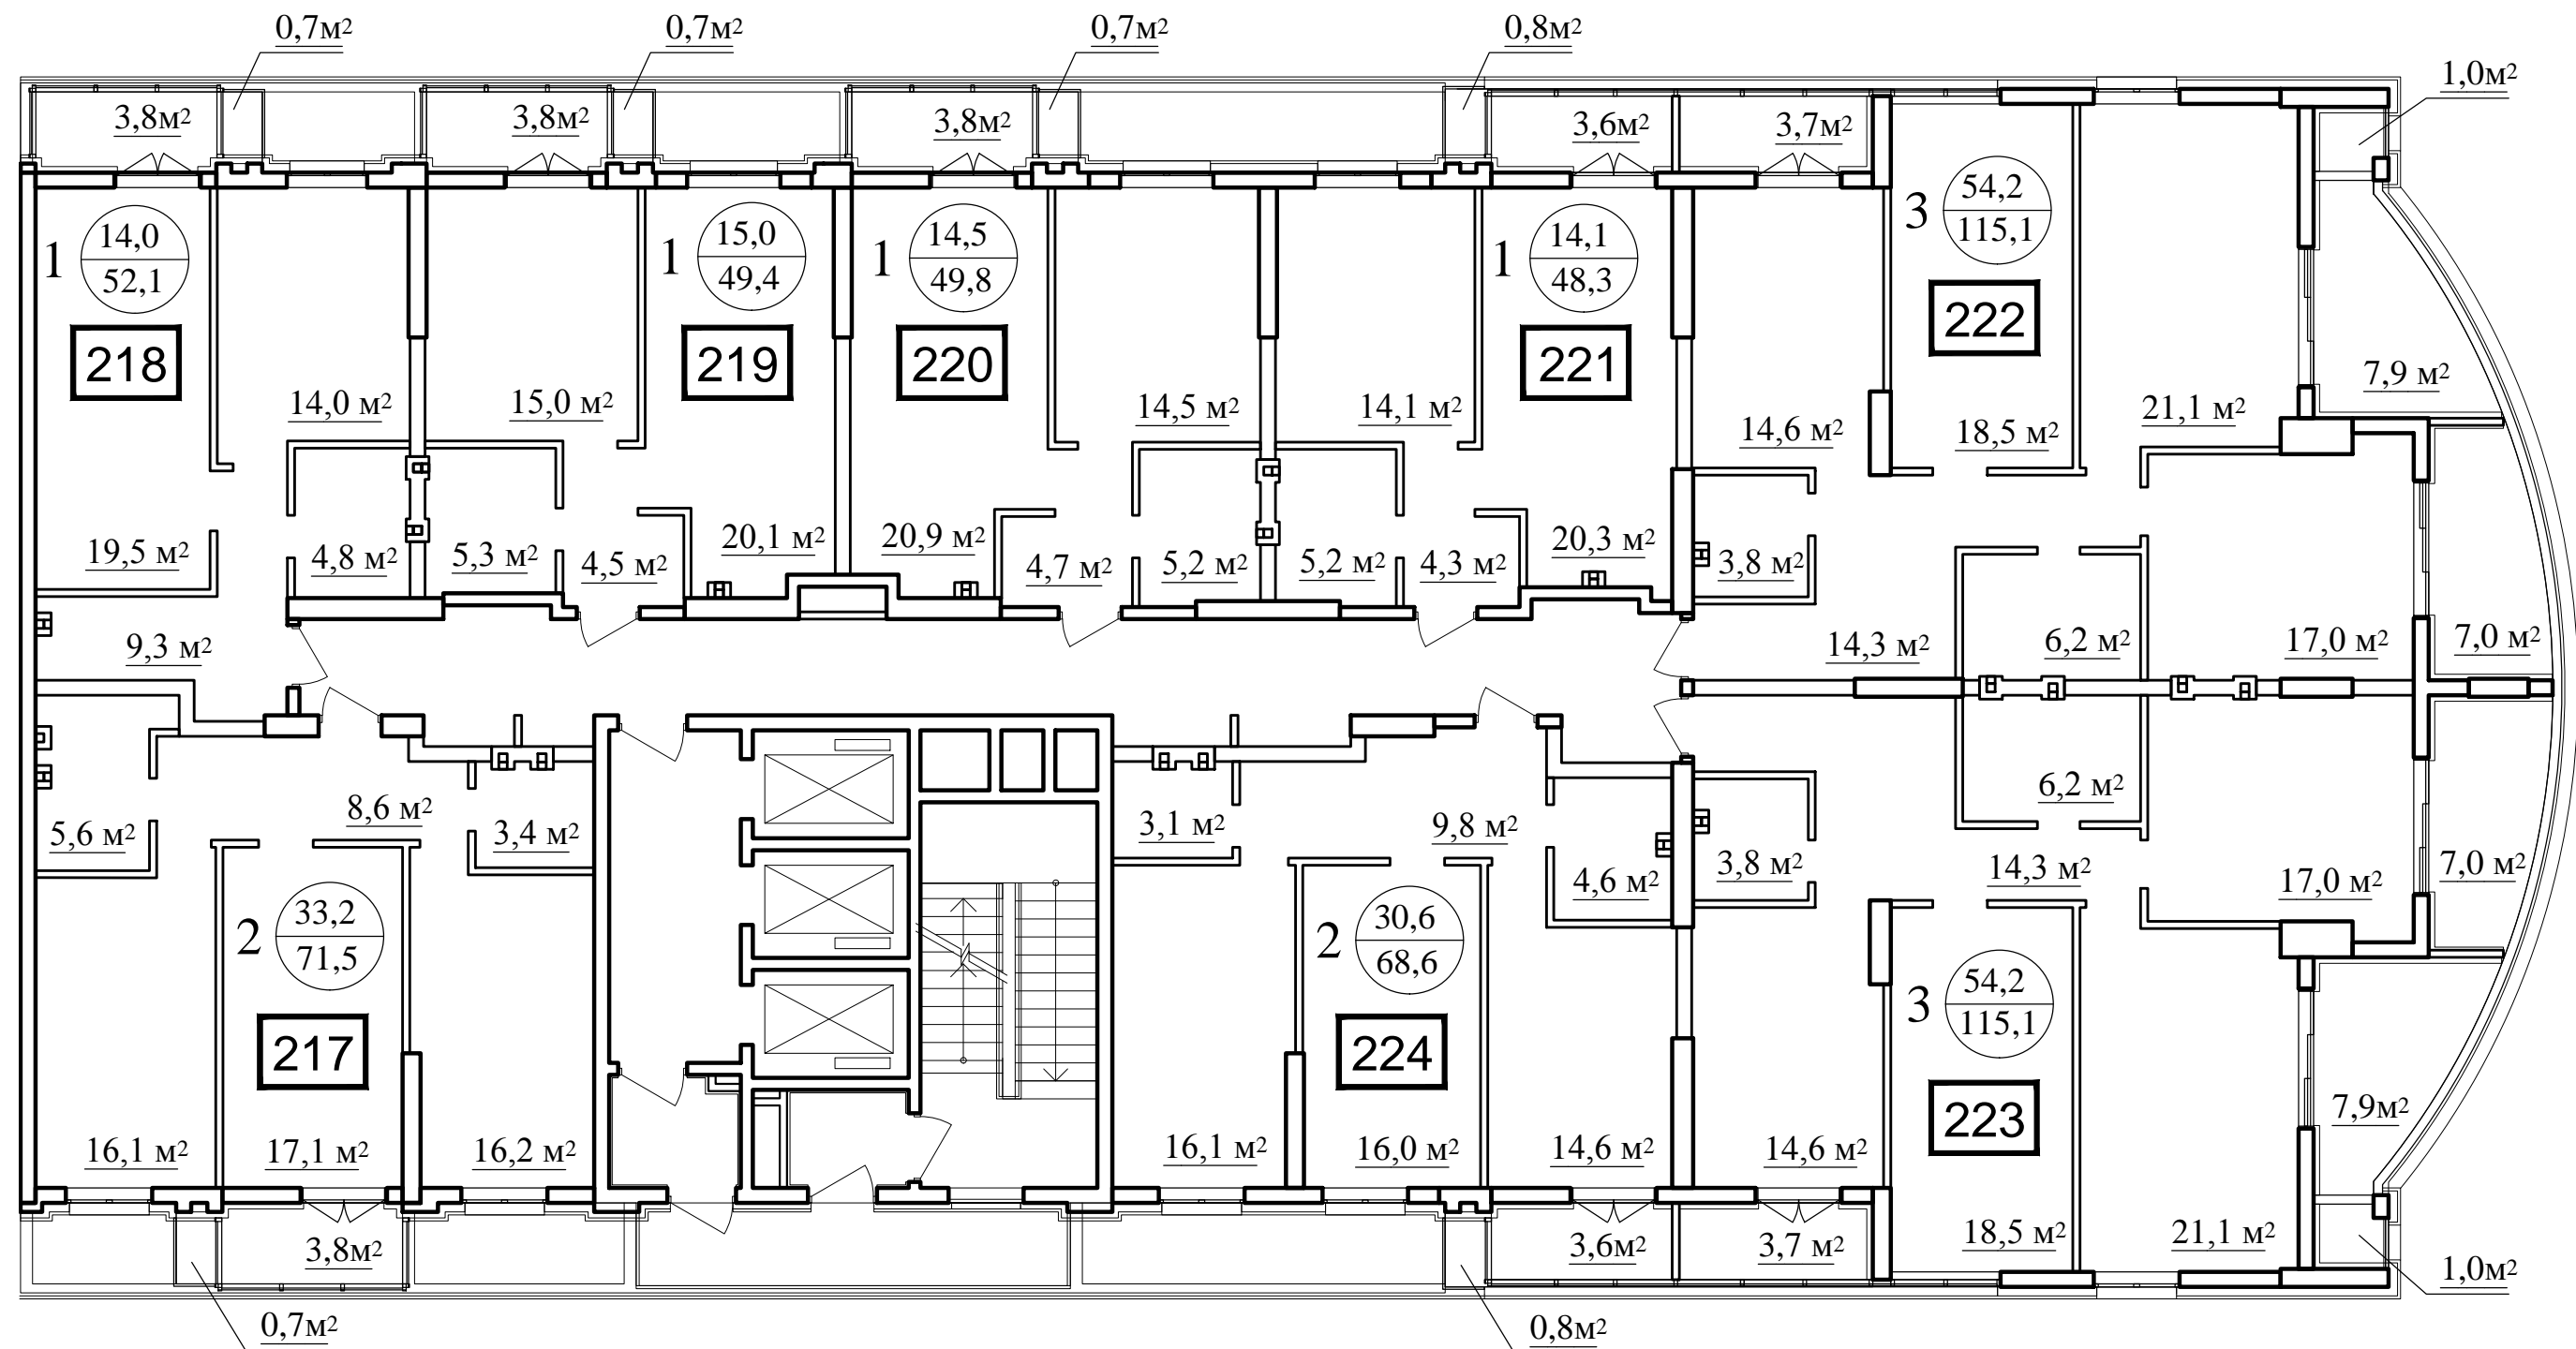 0,7м²
0,7м²
0,7м²
0,8м²
1,0м²
3,8м²
3,8м²
3,8м²
3,6м²
3,7м²
1
14,0
52,1
218
14,0 м²
19,5 м²
4,8 м²
9,3 м²
15,0 м²
1
15,0
49,4
219
5,3 м²
4,5 м²
20,1 м²
1
14,5
49,8
220
14,5 м²
20,9 м²
4,7 м²
5,2 м²
14,1 м²
1
14,1
48,3
221
5,2 м²
4,3 м²
20,3 м²
3
54,2
115,1
222
14,6 м²
18,5 м²
21,1 м²
7,9 м²
3,8 м²
14,3 м²
6,2 м²
17,0 м²
7,0 м²
5,6 м²
8,6 м²
3,4 м²
2
33,2
71,5
217
16,1 м²
17,1 м²
16,2 м²
3,8м²
0,7м²
3,1 м²
9,8 м²
4,6 м²
2
30,6
68,6
224
16,1 м²
16,0 м²
14,6 м²
3,6м²
0,8м²
6,2 м²
3,8 м²
14,3 м²
17,0 м²
7,0 м²
3
54,2
115,1
223
14,6 м²
18,5 м²
21,1 м²
7,9м²
3,7 м²
1,0м²